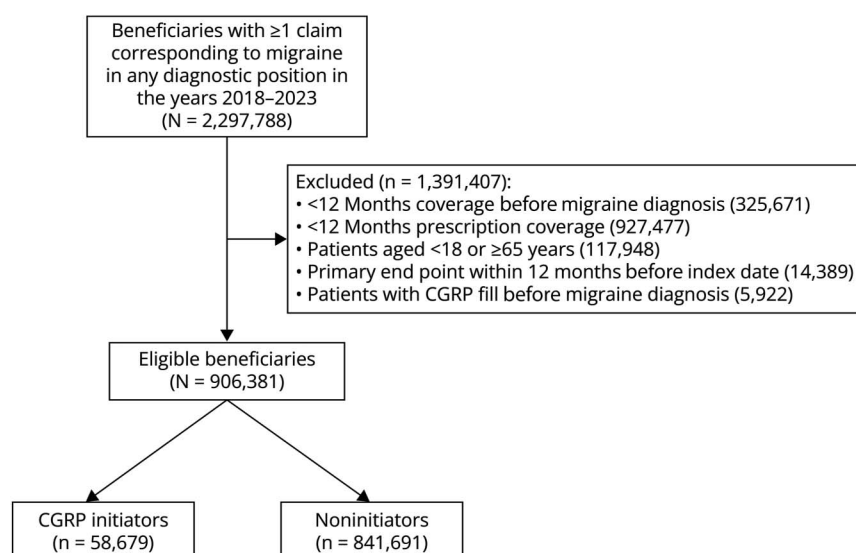 Beneficiaries with ≥1 claim
corresponding to migraine
in any diagnostic position in
the years 2018–2023
(N = 2,297,788)
Excluded (n = 1,391,407):
• <12 Months coverage before migraine diagnosis (325,671)
• <12 Months prescription coverage (927,477)
• Patients aged <18 or ≥65 years (117,948)
• Primary end point within 12 months before index date (14,389)
• Patients with CGRP fill before migraine diagnosis (5,922)
Eligible beneficiaries
(N = 906,381)
CGRP initiators
(n = 58,679)
Noninitiators
(n = 841,691)